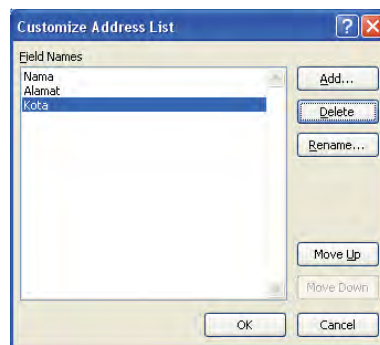 Customize Address List
Field Names
Nama
Alamat
Kota
Add...
Delete
Rename...
Move Up
Move Down
OK
Cancel